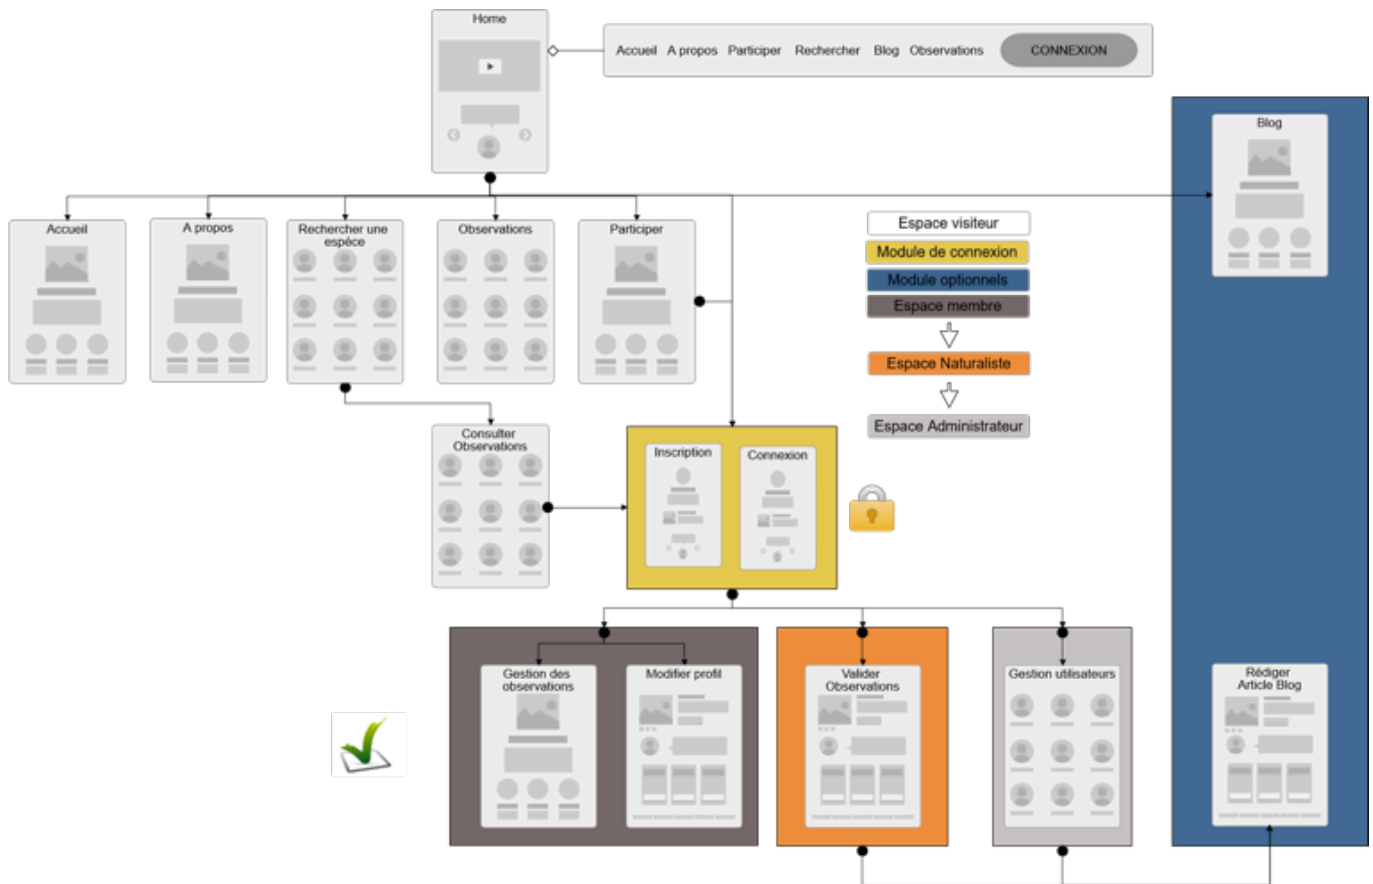 Home
Accueil A propos Participer Rechercher Blog Observations CONNEXION
Blog
Accueil
A propos
Rechercher une
espèce
Observations
Participer
Espace visiteur
Module de connexion
Module optionnels
Espace membre
Espace Naturaliste
Espace Administrateur
Consulter
Observations
Inscription
Connexion
Gestion des
observations
Modifier profil
Valider
Observations
Gestion utilisateurs
Rédiger
Article Blog